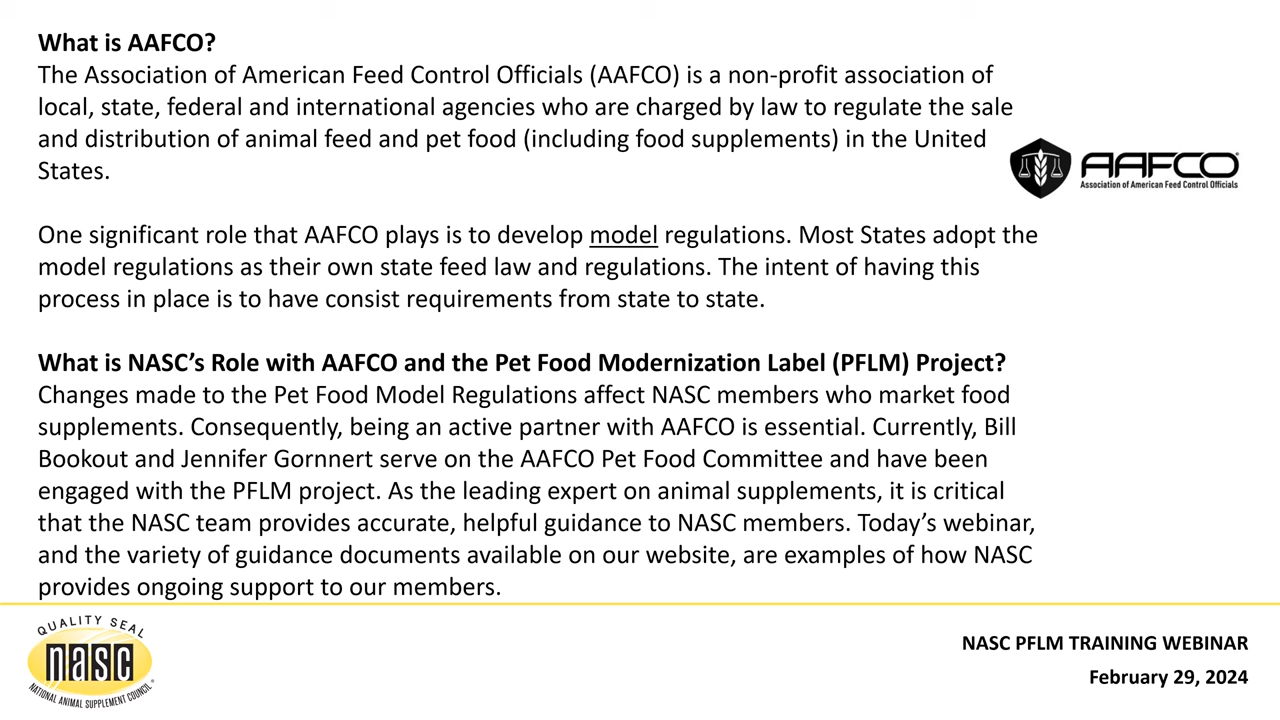 What is AAFCO?
The Association of American Feed Control Officials (AAFCO) is a non-profit association of
local, state, federal and international agencies who are charged by law to regulate the sale
and distribution of animal feed and pet food (including food supplements) in the United
States.
AAFCO
Association of American Feed Control Officials
One significant role that AAFCO plays is to develop model regulations. Most States adopt the
model regulations as their own state feed law and regulations. The intent of having this
process in place is to have consist requirements from state to state.
What is NASC’s Role with AAFCO and the Pet Food Modernization Label (PFLM) Project?
Changes made to the Pet Food Model Regulations affect NASC members who market food
supplements. Consequently, being an active partner with AAFCO is essential. Currently, Bill
Bookout and Jennifer Gornnert serve on the AAFCO Pet Food Committee and have been
engaged with the PFLM project. As the leading expert on animal supplements, it is critical
that the NASC team provides accurate, helpful guidance to NASC members. Today’s webinar,
and the variety of guidance documents available on our website, are examples of how NASC
provides ongoing support to our members.
QUALITY SEAL
nasc
NATIONAL ANIMAL SUPPLEMENT COUNCIL
NASC PFLM TRAINING WEBINAR
February 29, 2024